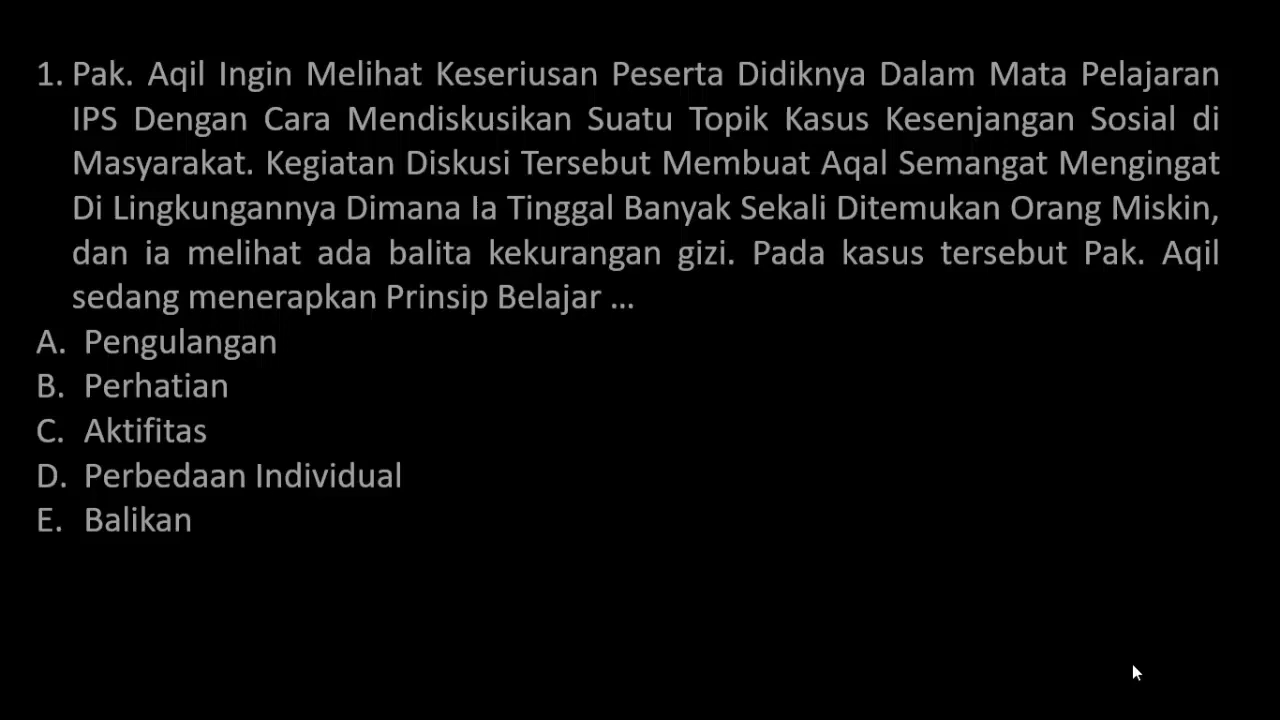 1. Pak. Aqil Ingin Melihat Keseriusan Peserta Didiknya Dalam Mata Pelajaran
IPS Dengan Cara Mendiskusikan Suatu Topik Kasus Kesenjangan Sosial di
Masyarakat. Kegiatan Diskusi Tersebut Membuat Aqal Semangat Mengingat
Di Lingkungannya Dimana Ia Tinggal Banyak Sekali Ditemukan Orang Miskin,
dan ia melihat ada balita kekurangan gizi. Pada kasus tersebut Pak. Aqil
sedang menerapkan Prinsip Belajar ...
A. Pengulangan
B. Perhatian
C. Aktifitas
D. Perbedaan Individual
E. Balikan